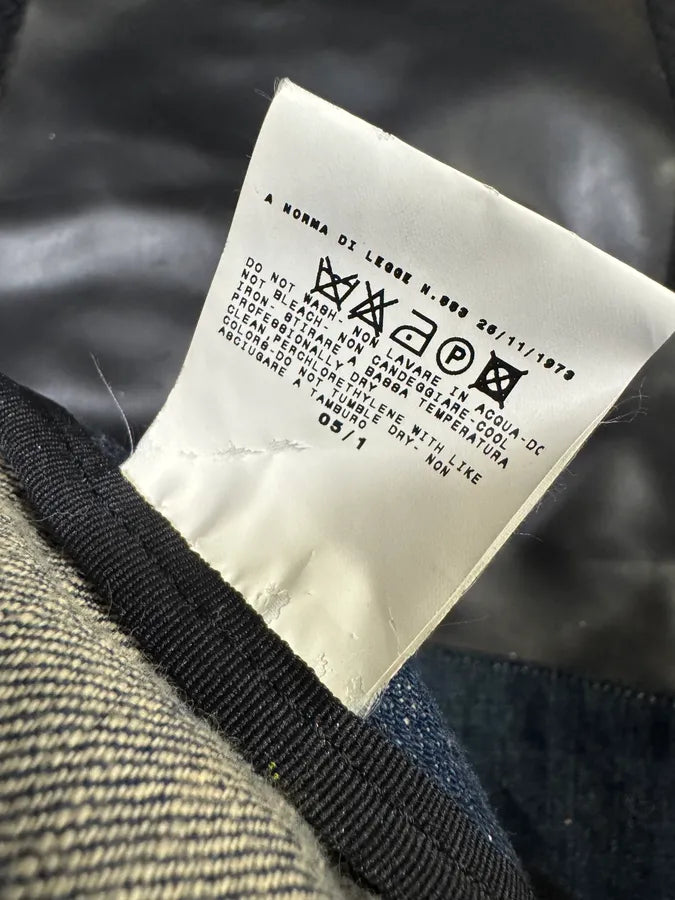 A NORMA DI LEGGE N.883 26/11/1973
P
DO NOT WASH- NON LAVARE IN ACQUA-DO
NOT BLEACH- NON CANDEGGIARE-COOL
IRON- STIRARE A BASSA TEMPERATURA
PROFESSIONALLY DRY
CLEAN-PERCHLORETHYLENE WITH LIKE
COLORS-DO NOT TUMBLE DRY- NON
ASCIUGARE A TAMBURO
05/1